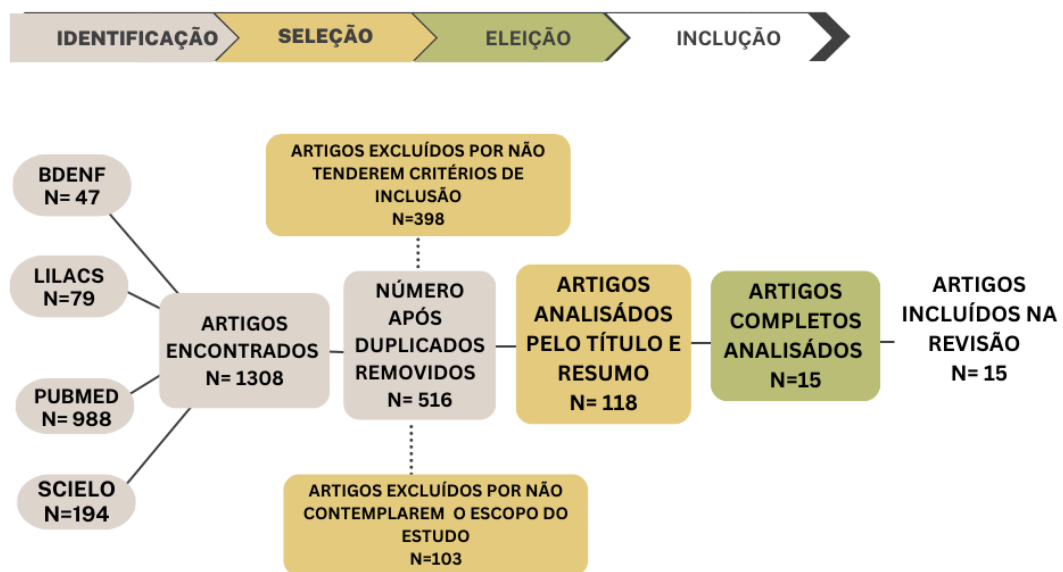 IDENTIFICAÇÃO
SELEÇÃO
ELEIÇÃO
INCLUÇÃO
BDENF
N= 47
LILACS
N=79
PUBMED
N= 988
SCIELO
N=194
ARTIGOS
ENCONTRADOS
N= 1308
ARTIGOS EXCLUÍDOS POR NÃO
TENDEREM CRITÉRIOS DE
INCLUSÃO
N=398
NÚMERO
APÓS
DUPLICADOS
REMOVIDOS
N= 516
ARTIGOS EXCLUÍDOS POR NÃO
CONTEMPLAREM O ESCOPO DO
ESTUDO
N=103
ARTIGOS
ANALISÁDOS
PELO TÍTULO E
RESUMO
N= 118
ARTIGOS
COMPLETOS
ANALISÁDOS
N=15
ARTIGOS
INCLUÍDOS NA
REVISÃO
N= 15